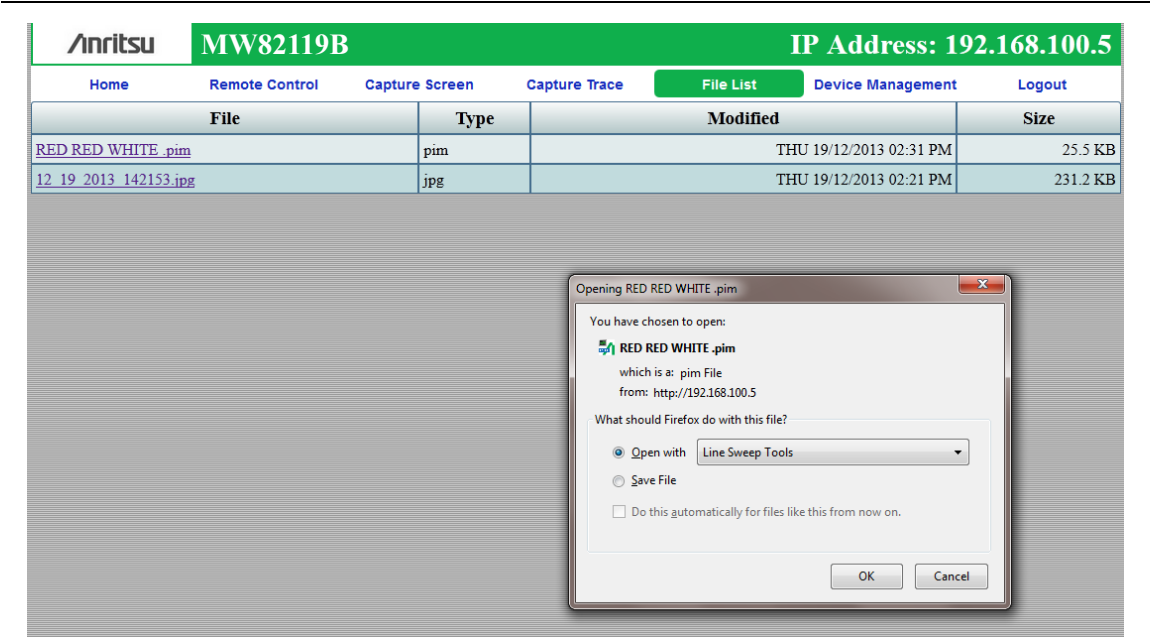 Anritsu MW82119B IP Address: 192.168.100.5
Home Remote Control Capture Screen Capture Trace File List Device Management Logout
File Type Modified Size
RED RED WHITE .pim pim THU 19/12/2013 02:31 PM 25.5 KB
12_19_2013_142153.jpg jpg THU 19/12/2013 02:21 PM 231.2 KB
Opening RED RED WHITE .pim
You have chosen to open:
RED RED WHITE .pim
which is a: pim File
from: http://192.168.100.5
What should Firefox do with this file?
Open with Line Sweep Tools
Save File
Do this automatically for files like this from now on.
OK Cancel